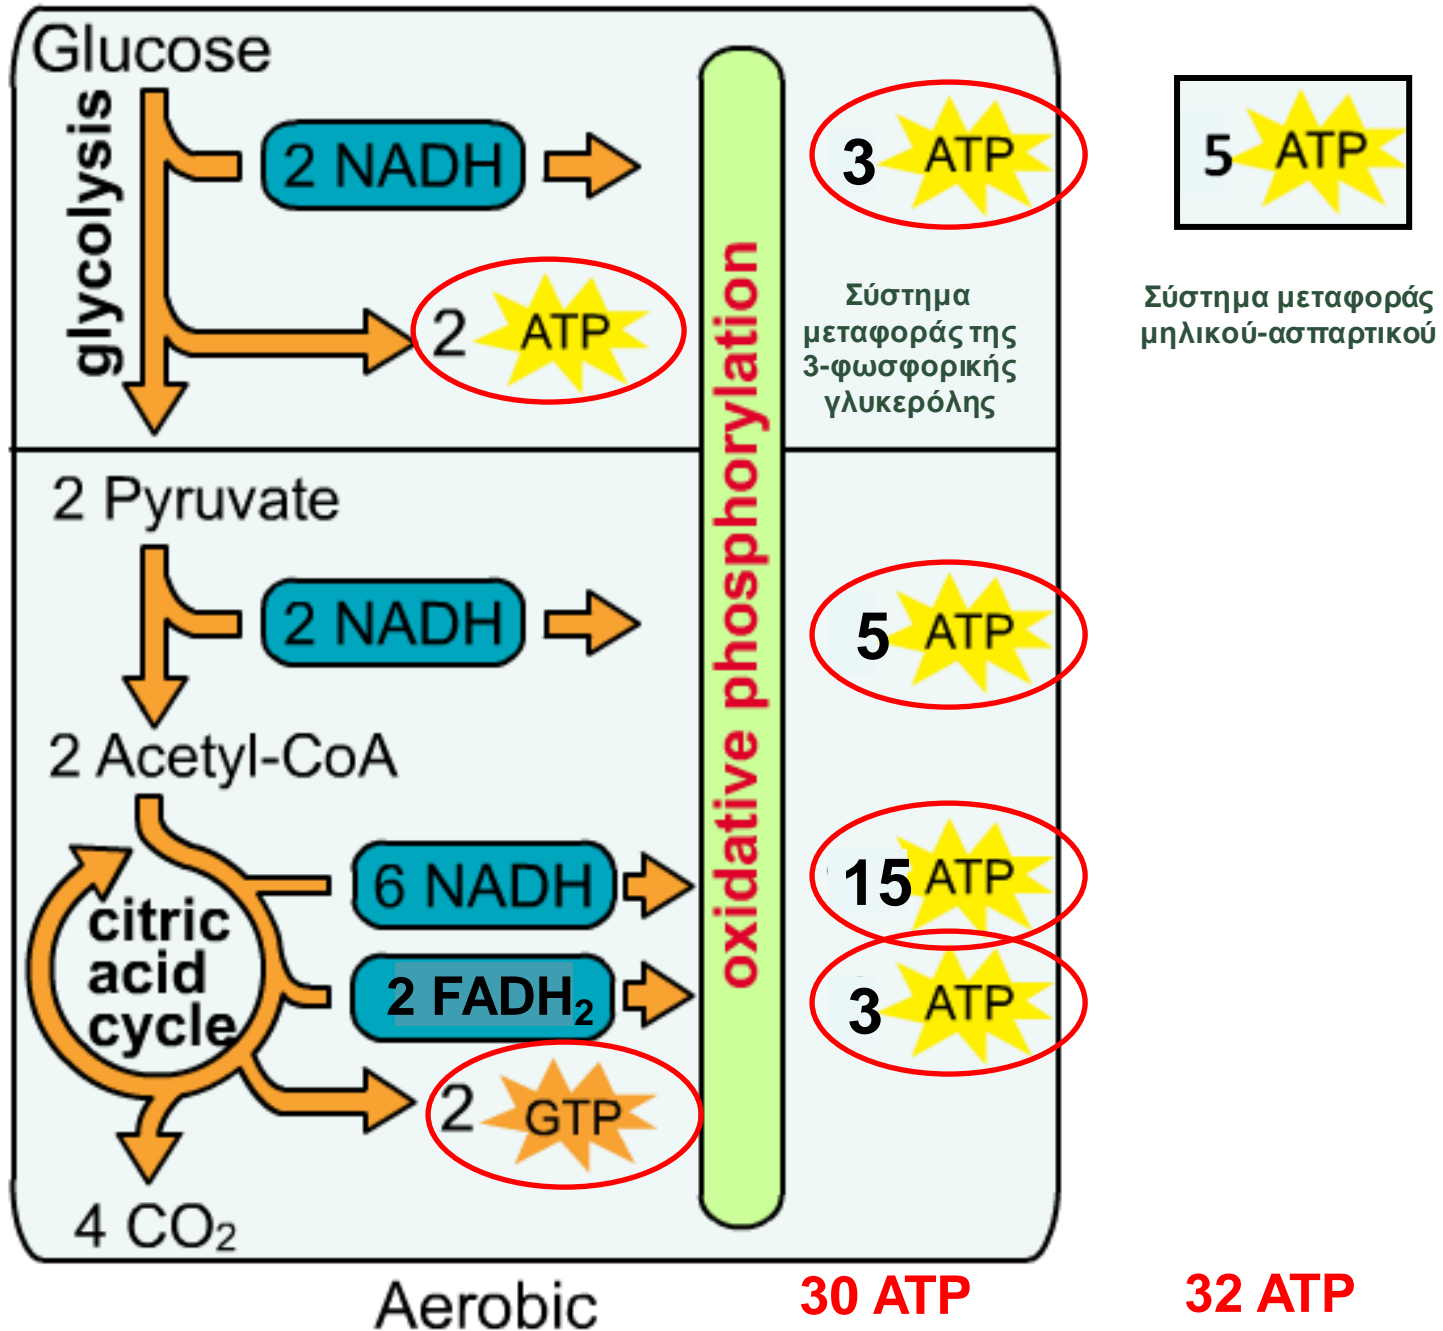 Glucose
glycolysis
2 NADH
3 ATP
5 ATP
2 ATP
Σύστημα
μεταφοράς της
3-φωσφορικής
γλυκερόλης
Σύστημα μεταφοράς
μηλικού-ασπαρτικού
oxidative phosphorylation
2 Pyruvate
2 NADH
5 ATP
2 Acetyl-CoA
citric
acid
cycle
6 NADH
15 ATP
2 FADH₂
3 ATP
2 GTP
4 CO₂
Aerobic
30 ATP
32 ATP